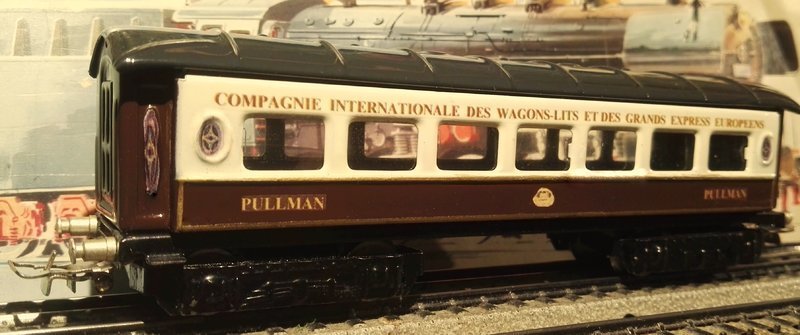 COMPAGNIE INTERNATIONALE DES WAGONS-LITS ET DES GRANDS EXPRESS EUROPEENS
PULLMAN
PULLMAN